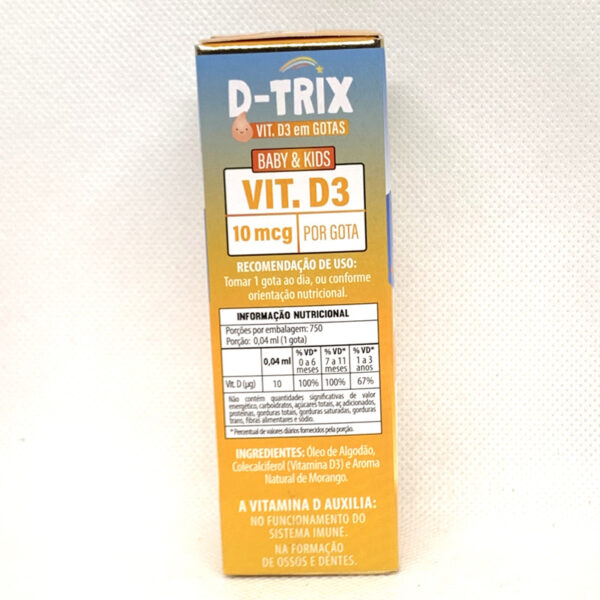 D-TRIX
VIT. D3 em GOTAS
BABY & KIDS
VIT. D3
10 mcg POR GOTA
RECOMENDAÇÃO DE USO:
Tomar 1 gota ao dia, ou conforme
orientação nutricional.
INFORMAÇÃO NUTRICIONAL
Porções por embalagem: 750
Porção: 0,04 ml (1 gota)
0,04 ml %VD* 0 a 6 meses %VD* 7 a 11 meses %VD* 1 a 3 anos
Vit. D (µg) 10 100% 100% 67%
Não contém quantidades significativas de valor
energético, carboidratos, açúcares totais, aç. adicionados,
proteínas, gorduras totais, gorduras saturadas, gorduras
trans, fibras alimentares e sódio.
* Percentual de valores diários fornecidos pela porção.
INGREDIENTES: Óleo de Algodão,
Colecalciferol (Vitamina D3) e Aroma
Natural de Morango.
A VITAMINA D AUXILIA:
NO FUNCIONAMENTO DO
SISTEMA IMUNE.
NA FORMAÇÃO
DE OSSOS E DENTES.